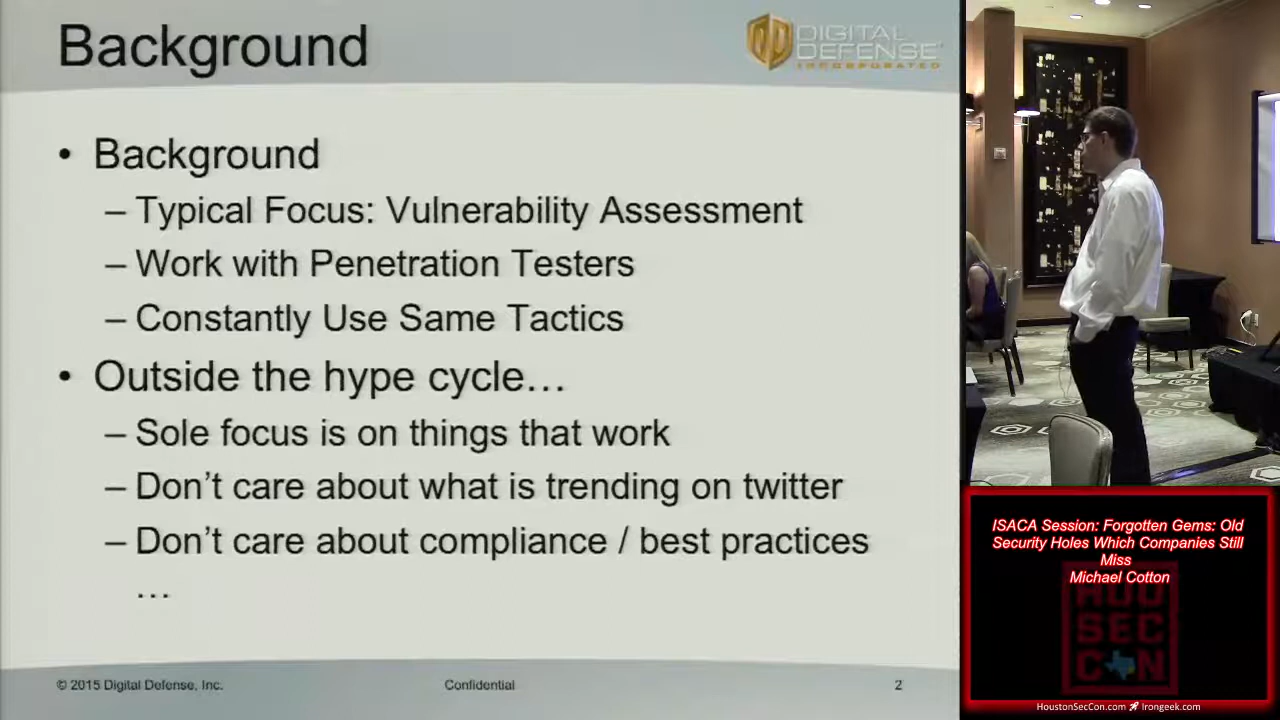 Background
DIGITAL
DEFENSE
INCORPORATED
• Background
– Typical Focus: Vulnerability Assessment
– Work with Penetration Testers
– Constantly Use Same Tactics
• Outside the hype cycle…
– Sole focus is on things that work
– Don’t care about what is trending on twitter
– Don’t care about compliance / best practices
…
© 2015 Digital Defense, Inc.
Confidential
2
ISACA Session: Forgotten Gems: Old
Security Holes Which Companies Still
Miss
Michael Cotton
HOU
SEC
CON
HoustonSecCon.com Irongeek.com